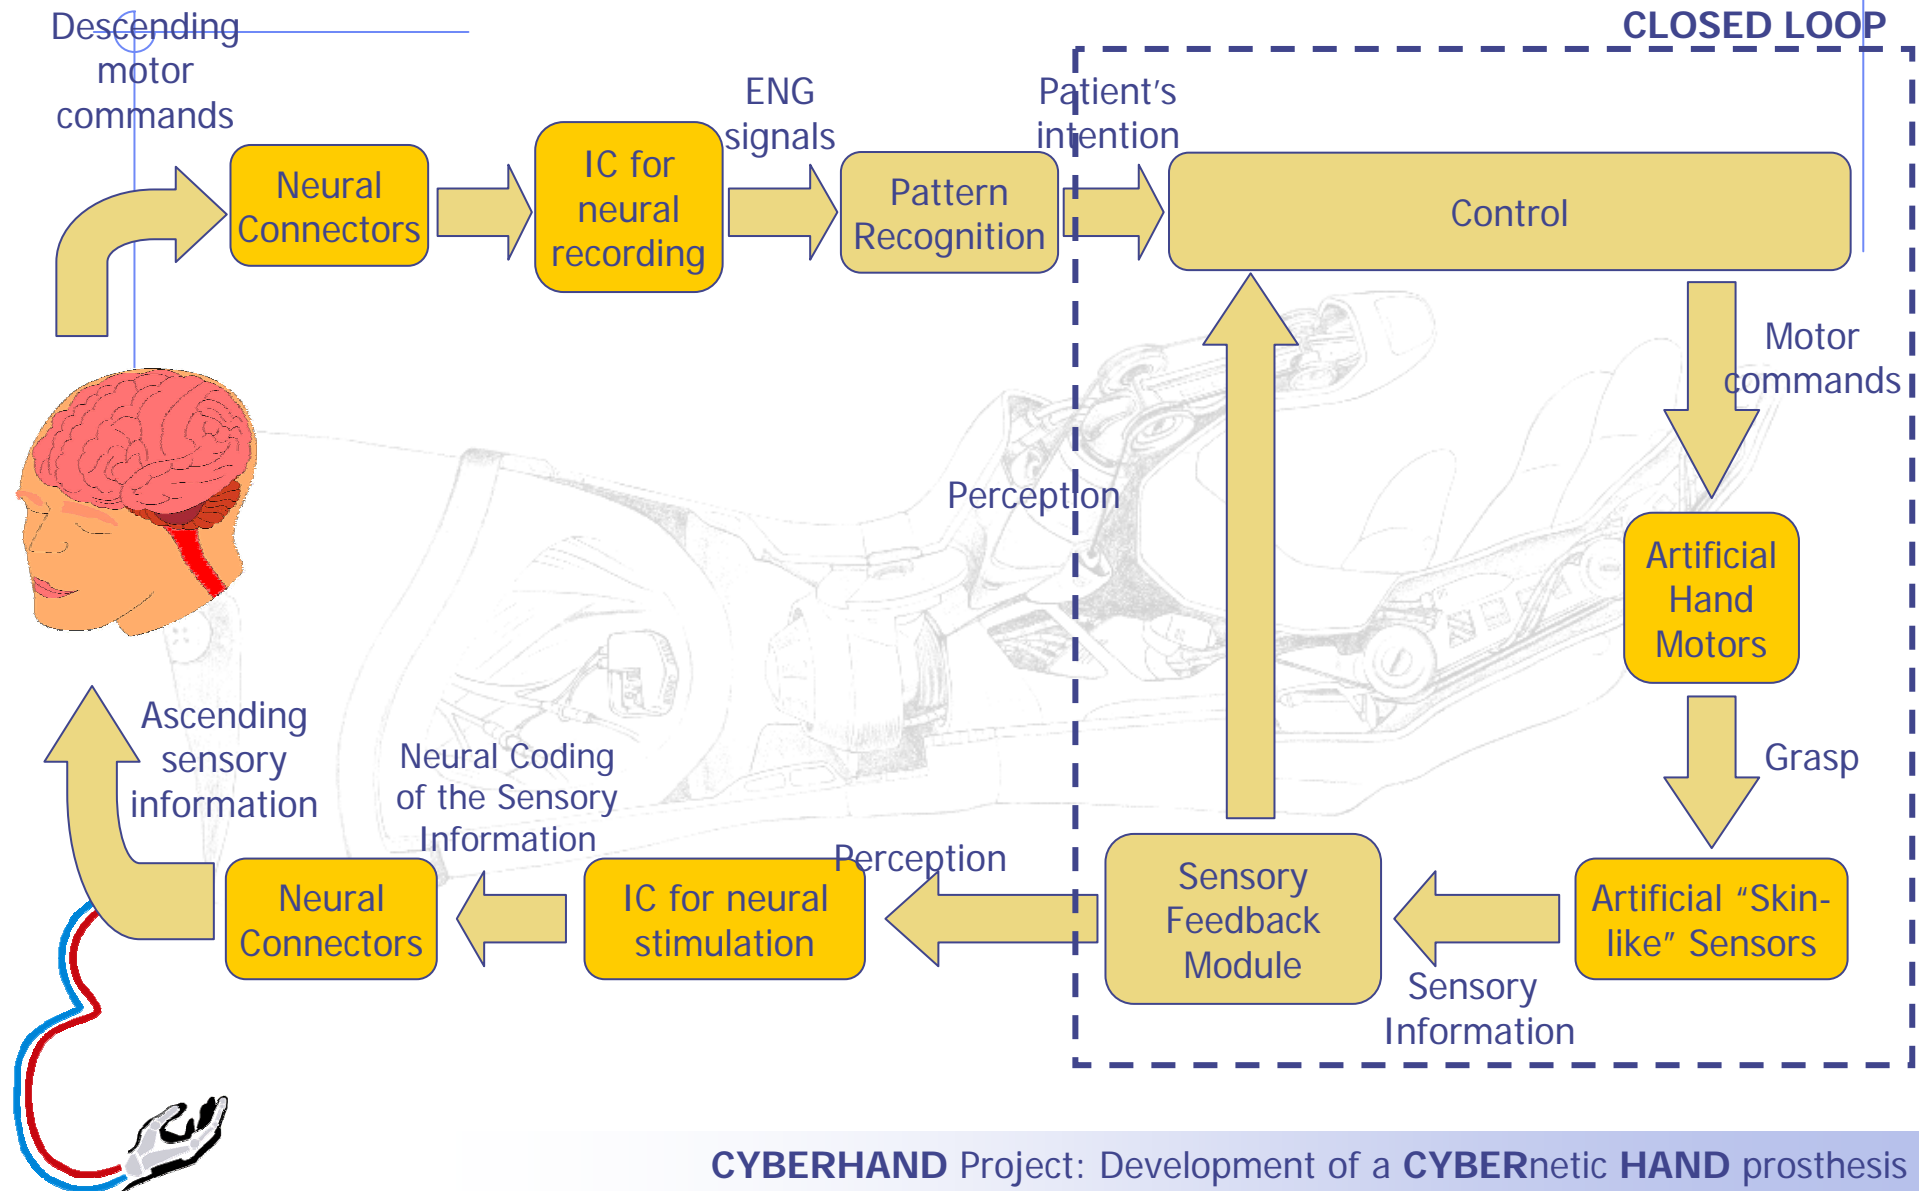 CLOSED LOOP
Descending
motor
commands
Neural
Connectors
IC for
neural
recording
ENG
signals
Pattern
Recognition
Patient's
intention
Control
Motor
commands
Perception
Artificial
Hand
Motors
Grasp
Artificial “Skin-
like” Sensors
Sensory
Information
Sensory
Feedback
Module
Perception
IC for neural
stimulation
Neural Coding
of the Sensory
Information
Neural
Connectors
Ascending
sensory
information
CYBERHAND Project: Development of a CYBERnetic HAND prosthesis